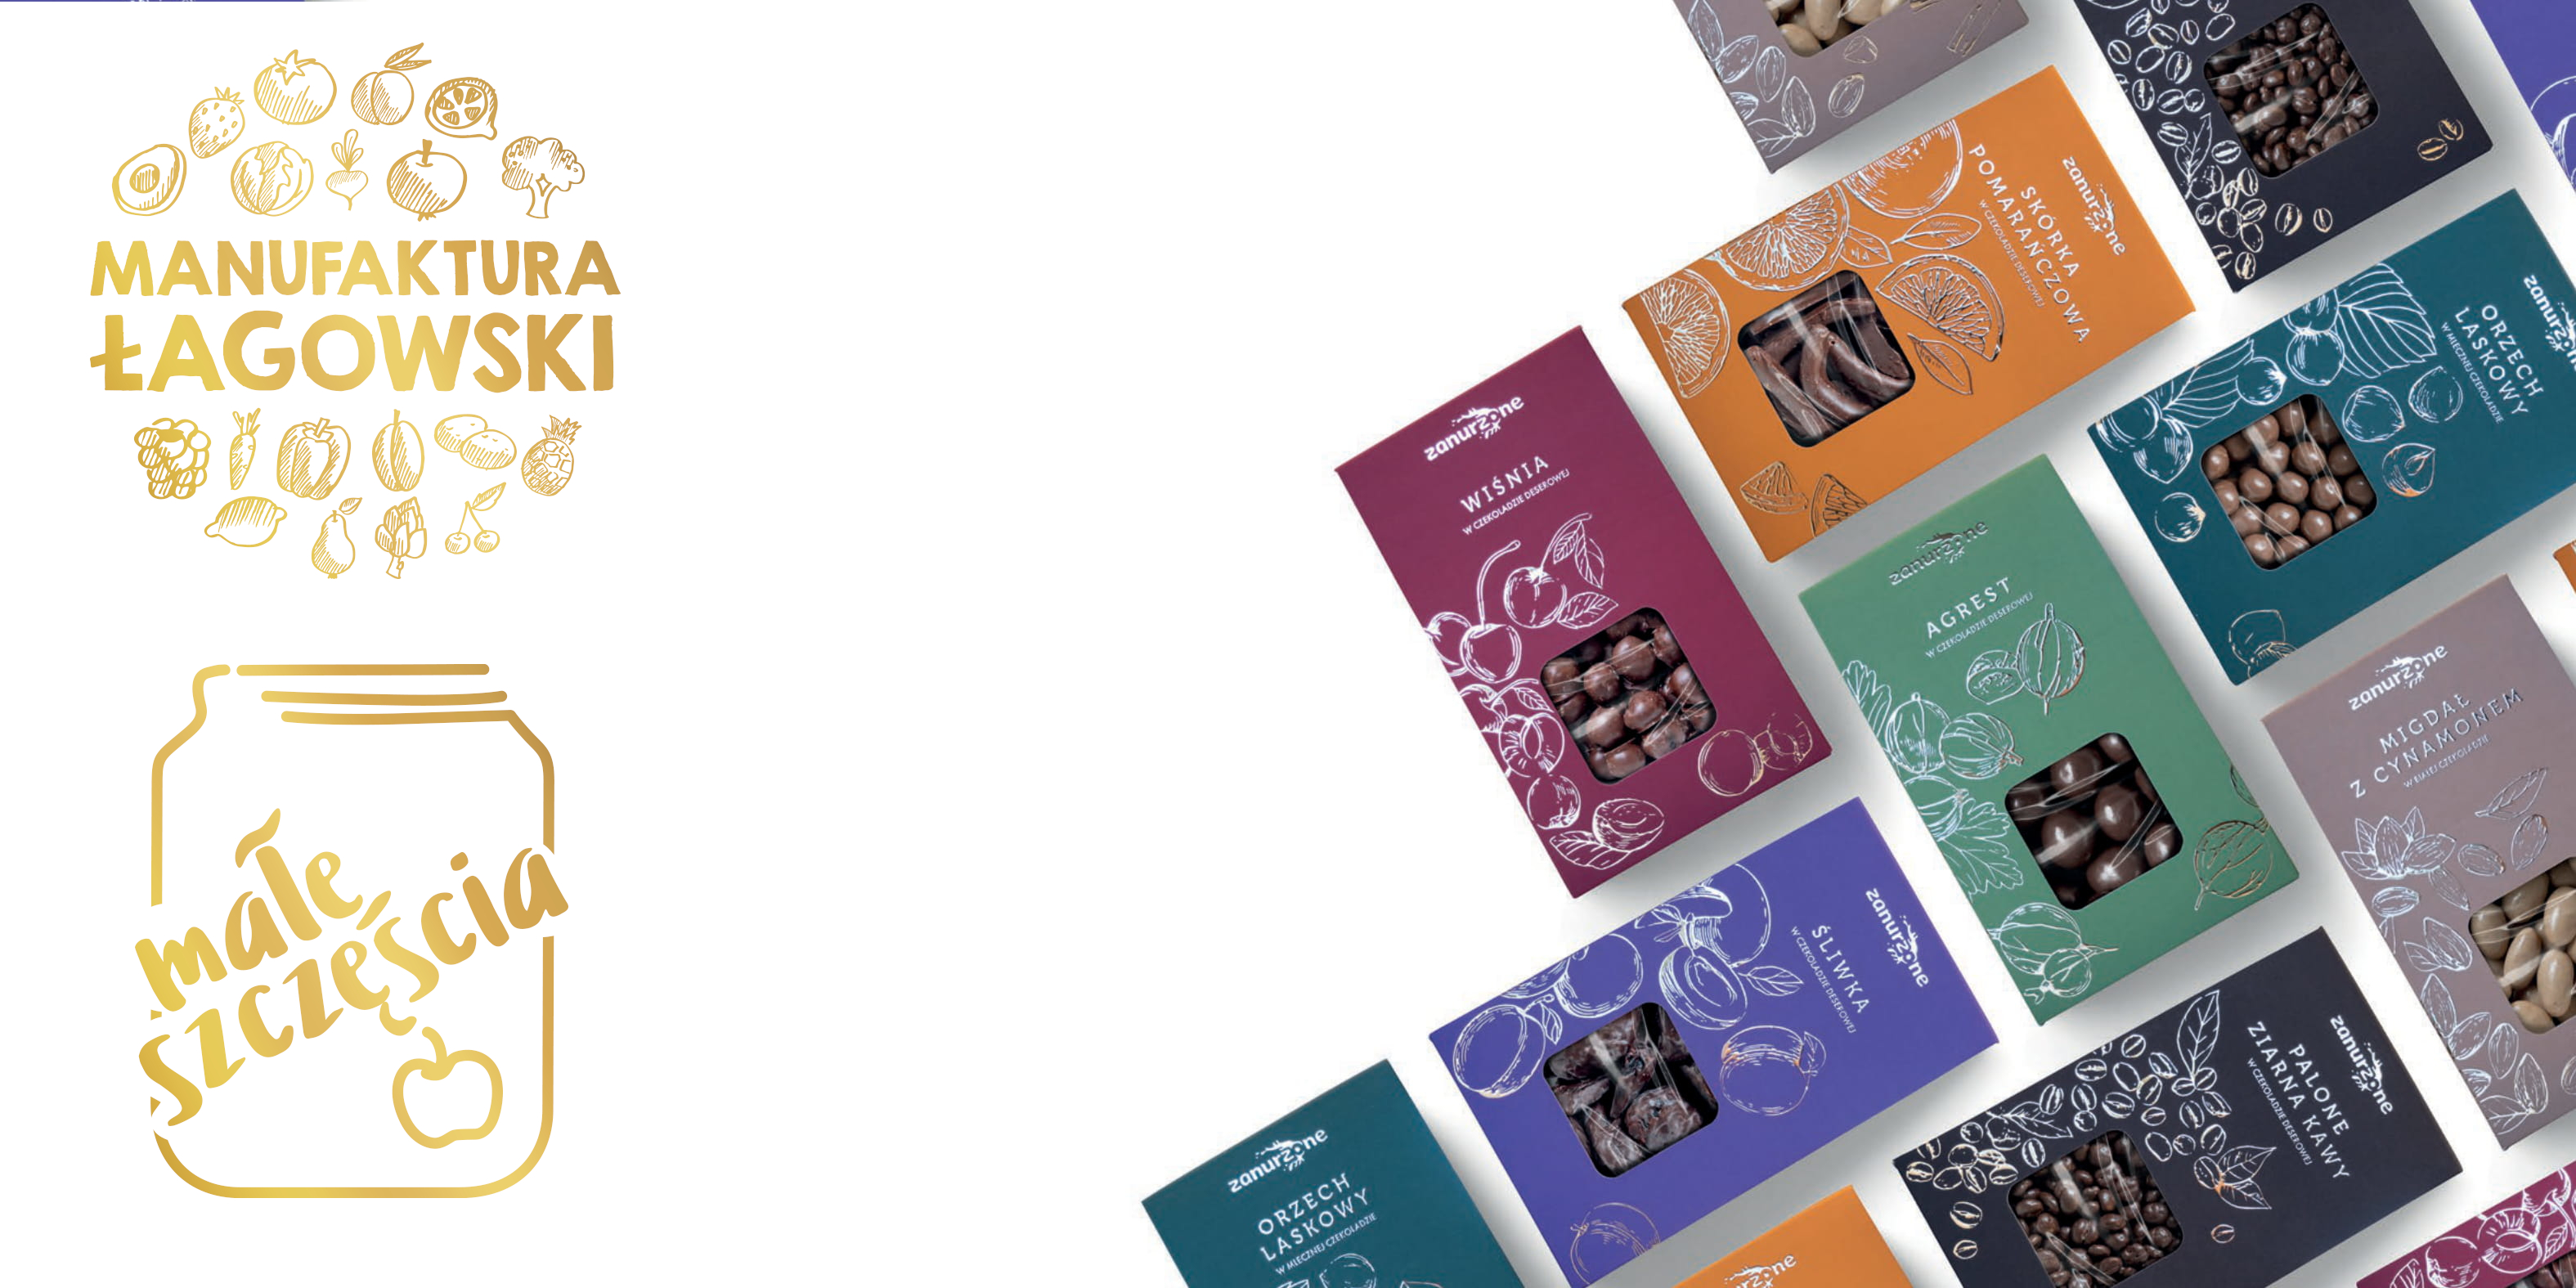 MANUFAKTURA
ŁAGOWSKI
małe
szczęścia
zanurzone
SKÓRKA
POMARAŃCZOWA
W CZEKOLADZIE DESEROWEJ
zanurzone
ORZECH
LASKOWY
W MLECZNEJ CZEKOLADZIE
zanurzone
WIŚNIA
W CZEKOLADZIE DESEROWEJ
zanurzone
AGREST
W CZEKOLADZIE DESEROWEJ
zanurzone
MIGDAŁ
Z CYNAMONEM
W BIAŁEJ CZEKOLADZIE
zanurzone
ŚLIWKA
W CZEKOLADZIE DESEROWEJ
zanurzone
PALONE
ZIARNA KAWY
W CZEKOLADZIE DESEROWEJ
zanurzone
ORZECH
LASKOWY
W MLECZNEJ CZEKOLADZIE
zanurzone